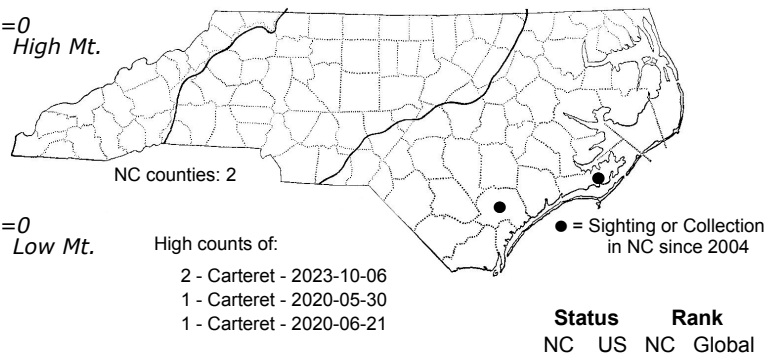 =0
High Mt.
NC counties: 2
=0
Low Mt.
High counts of:
2 - Carteret - 2023-10-06
1 - Carteret - 2020-05-30
1 - Carteret - 2020-06-21
● = Sighting or Collection
in NC since 2004
Status Rank
NC US NC Global